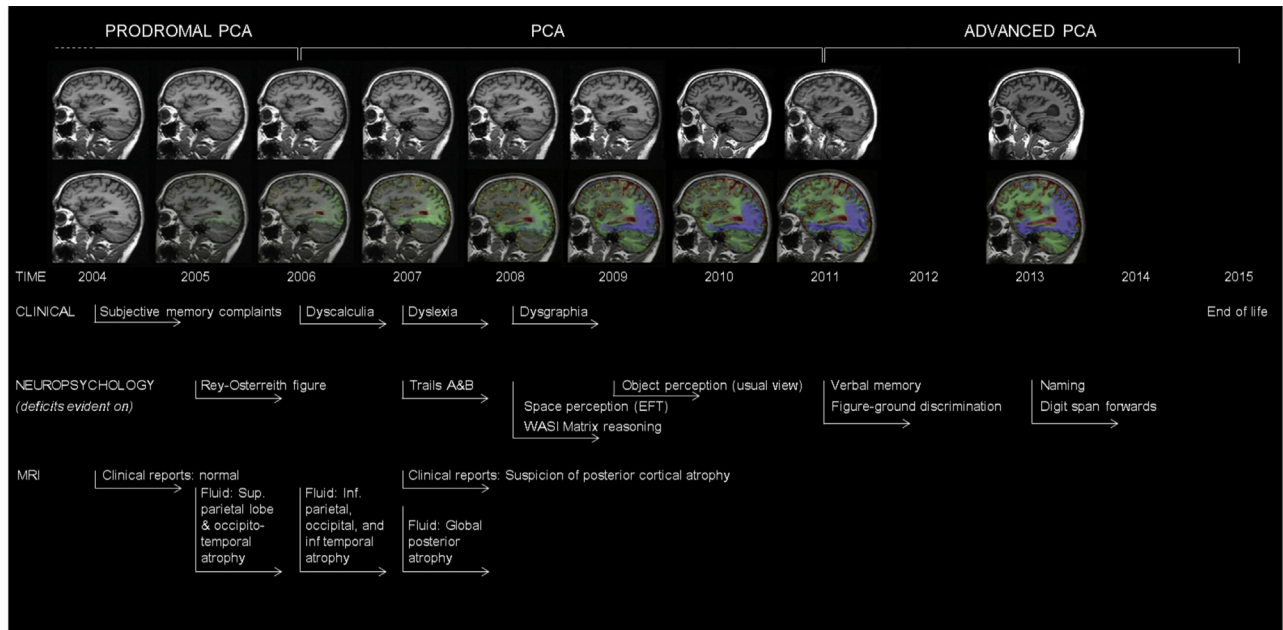 PRODROMAL PCA PCA ADVANCED PCA
TIME 2004 2005 2006 2007 2008 2009 2010 2011 2012 2013 2014 2015
CLINICAL Subjective memory complaints Dyscalculia Dyslexia Dysgraphia End of life
NEUROPSYCHOLOGY
(deficits evident on)
Rey-Osterreith figure
Trails A&B
Space perception (EFT)
WASI Matrix reasoning
Object perception (usual view)
Verbal memory
Figure-ground discrimination
Naming
Digit span forwards
MRI
Clinical reports: normal
Fluid: Sup.
parietal lobe
& occipito-
temporal
atrophy
Fluid: Inf.
parietal,
occipital, and
inf temporal
atrophy
Clinical reports: Suspicion of posterior cortical atrophy
Fluid: Global
posterior
atrophy